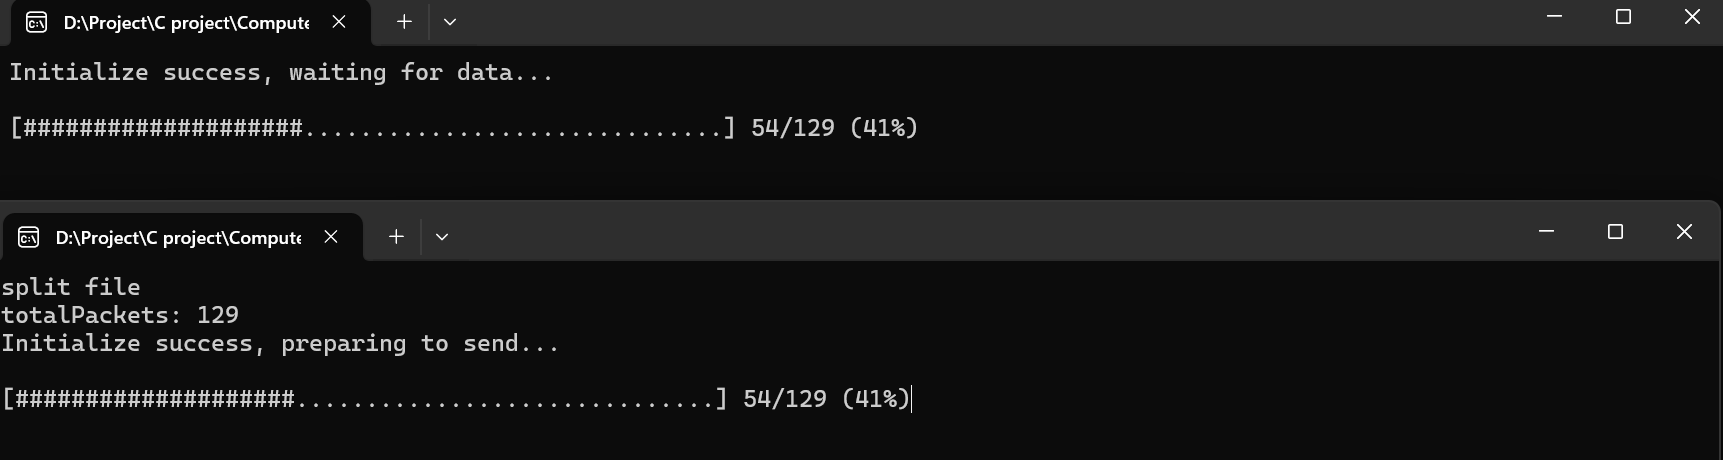 D:\Project\C project\Compute
Initialize success, waiting for data...
[####################..............................] 54/129 (41%)
D:\Project\C project\Compute
split file
totalPackets: 129
Initialize success, preparing to send...
[####################..............................] 54/129 (41%)